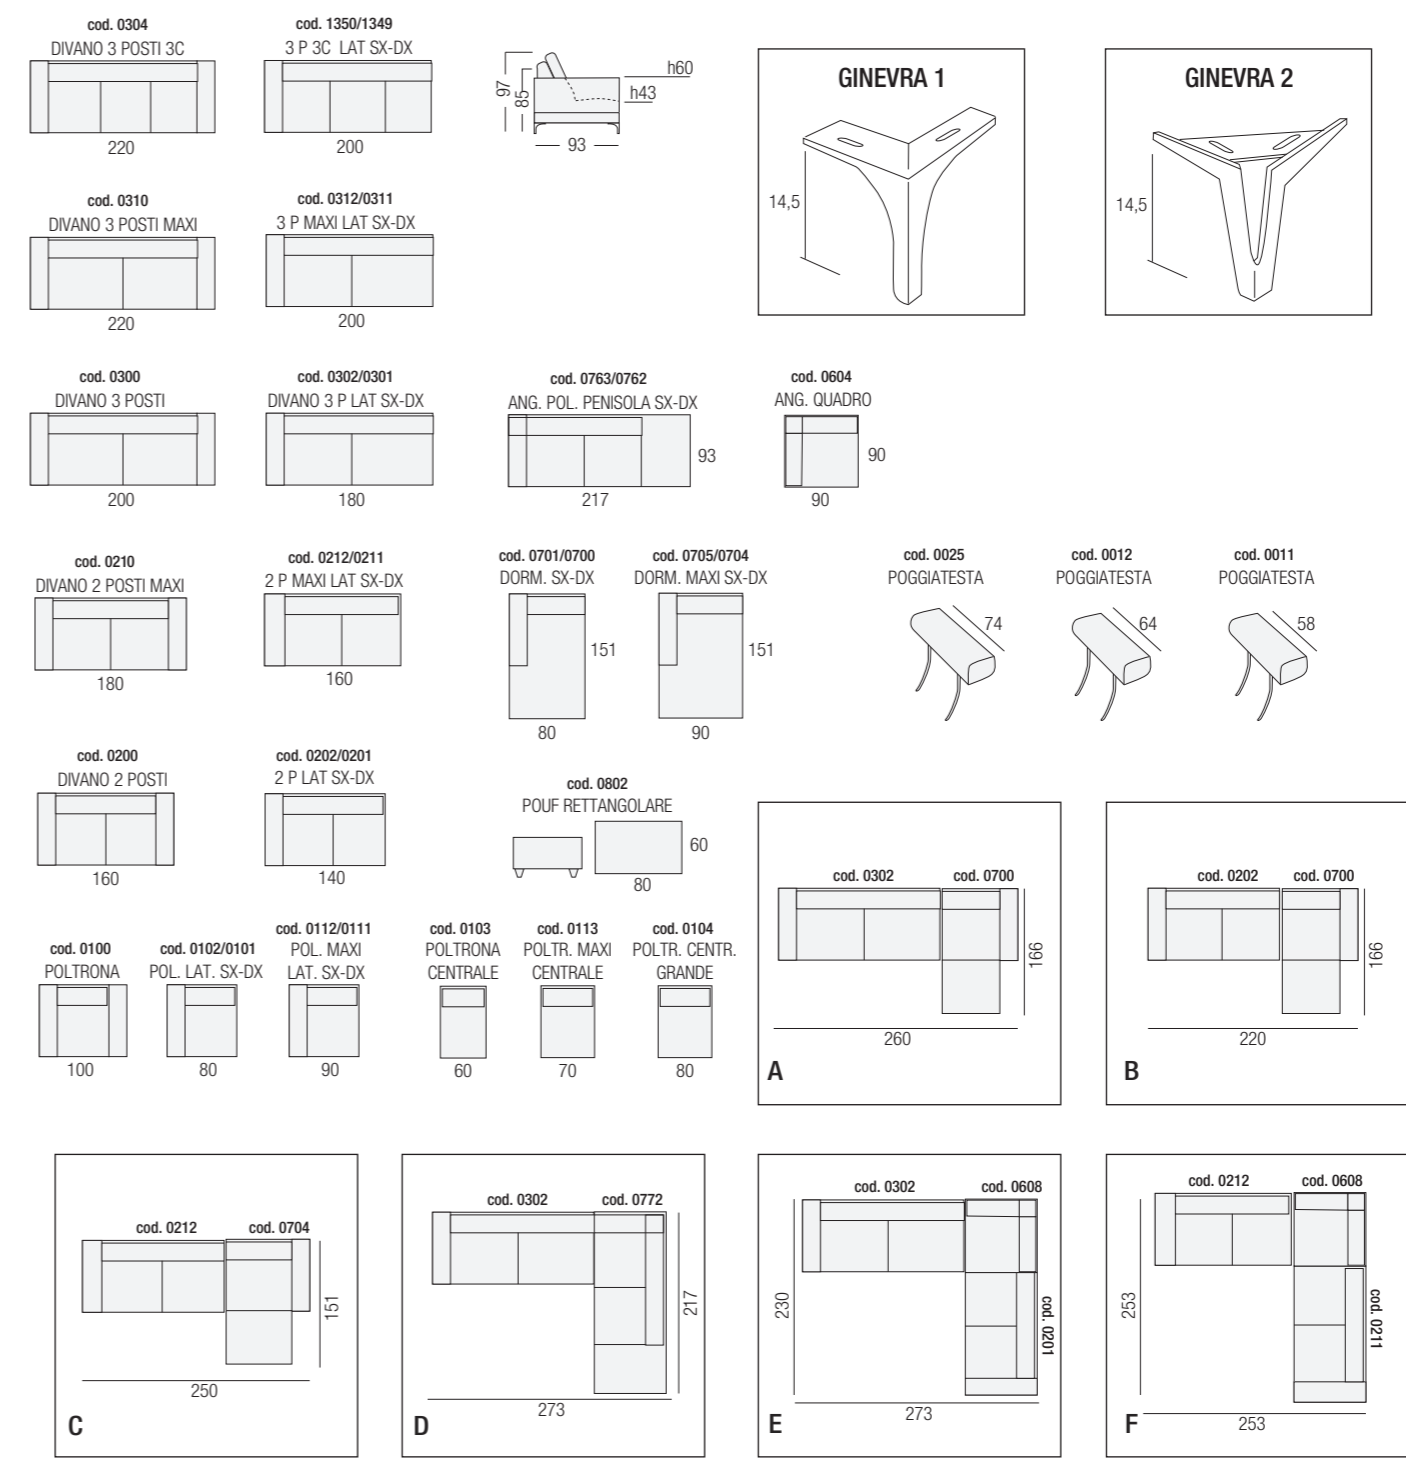 cod. 0304
DIVANO 3 POSTI 3C
220
cod. 1350/1349
3 P 3C LAT SX-DX
200
97
85
h60
h43
93
GINEVRA 1
14,5
GINEVRA 2
14,5
cod. 0310
DIVANO 3 POSTI MAXI
220
cod. 0312/0311
3 P MAXI LAT SX-DX
200
cod. 0300
DIVANO 3 POSTI
200
cod. 0302/0301
DIVANO 3 P LAT SX-DX
180
cod. 0763/0762
ANG. POL. PENISOLA SX-DX
93
217
cod. 0604
ANG. QUADRO
90
90
cod. 0210
DIVANO 2 POSTI MAXI
180
cod. 0212/0211
2 P MAXI LAT SX-DX
160
cod. 0701/0700
DORM. SX-DX
151
80
cod. 0705/0704
DORM. MAXI SX-DX
151
90
cod. 0025
POGGIATESTA
74
cod. 0012
POGGIATESTA
64
cod. 0011
POGGIATESTA
58
cod. 0200
DIVANO 2 POSTI
160
cod. 0202/0201
2 P LAT SX-DX
140
cod. 0802
POUF RETTANGOLARE
60
80
cod. 0100
POLTRONA
100
cod. 0102/0101
POL. LAT. SX-DX
80
cod. 0112/0111
POL. MAXI
LAT. SX-DX
90
cod. 0103
POLTRONA
CENTRALE
60
cod. 0113
POLTR. MAXI
CENTRALE
70
cod. 0104
POLTR. CENTR.
GRANDE
80
cod. 0302
cod. 0700
166
260
A
cod. 0202
cod. 0700
166
220
B
cod. 0212
cod. 0704
151
250
C
cod. 0302
cod. 0772
217
273
D
cod. 0302
cod. 0608
230
cod. 0201
273
E
cod. 0212
cod. 0608
253
cod. 0211
253
F